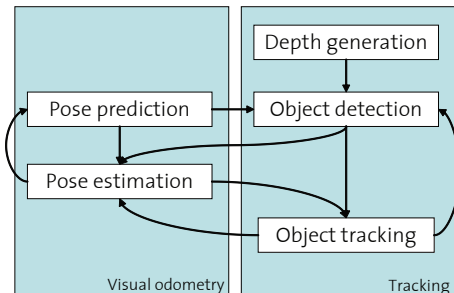 Depth generation
Pose prediction
Object detection
Pose estimation
Object tracking
Visual odometry
Tracking